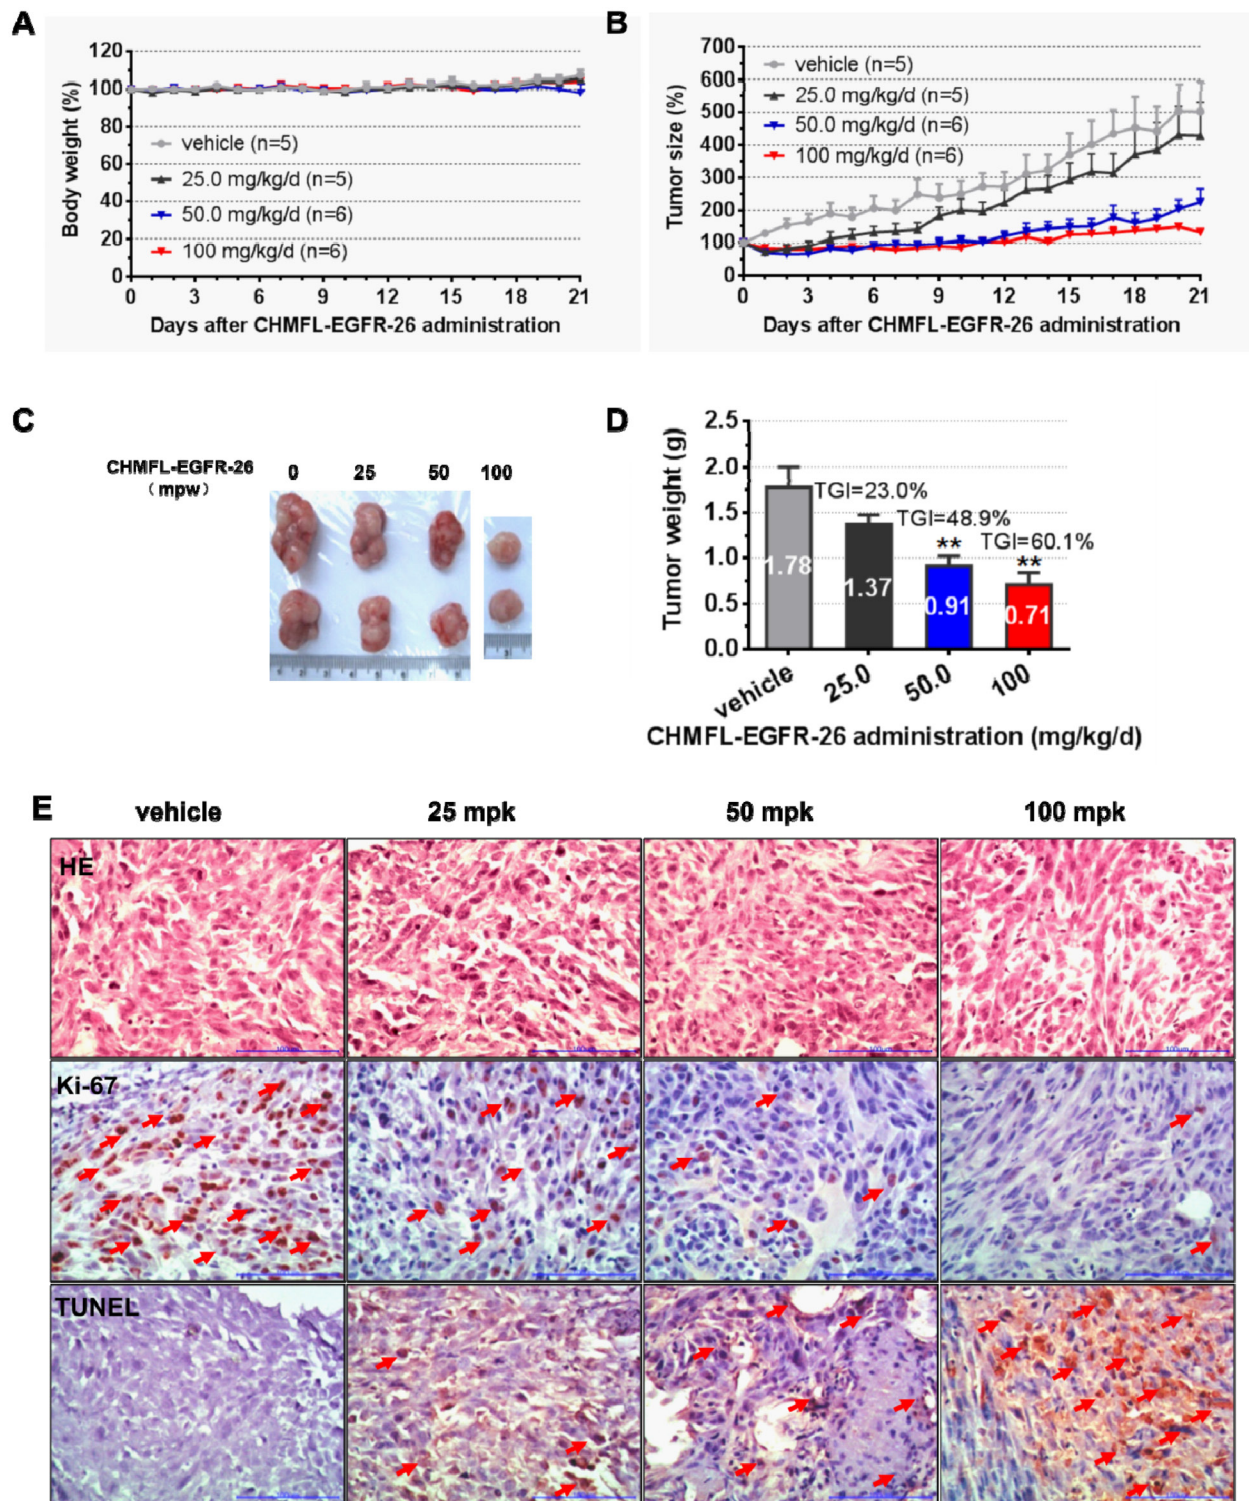 A
120
100
80
60
40
20
0
Body weight (%)
vehicle (n=5)
25.0 mg/kg/d (n=5)
50.0 mg/kg/d (n=6)
100 mg/kg/d (n=6)
0 3 6 9 12 15 18 21
Days after CHMFL-EGFR-26 administration
B
700
600
500
400
300
200
100
0
Tumor size (%)
vehicle (n=5)
25.0 mg/kg/d (n=5)
50.0 mg/kg/d (n=6)
100 mg/kg/d (n=6)
0 3 6 9 12 15 18 21
Days after CHMFL-EGFR-26 administration
C
CHMFL-EGFR-26 0 25 50 100
（mpw）
D
2.5
2.0
1.5
1.0
0.5
0.0
Tumor weight (g)
TGI=23.0%
TGI=48.9%
**
TGI=60.1%
**
1.78
1.37
0.91
0.71
vehicle 25.0 50.0 100
CHMFL-EGFR-26 administration (mg/kg/d)
E
vehicle 25 mpk 50 mpk 100 mpk
HE
100um 100um 100um 100um
Ki-67
TUNEL